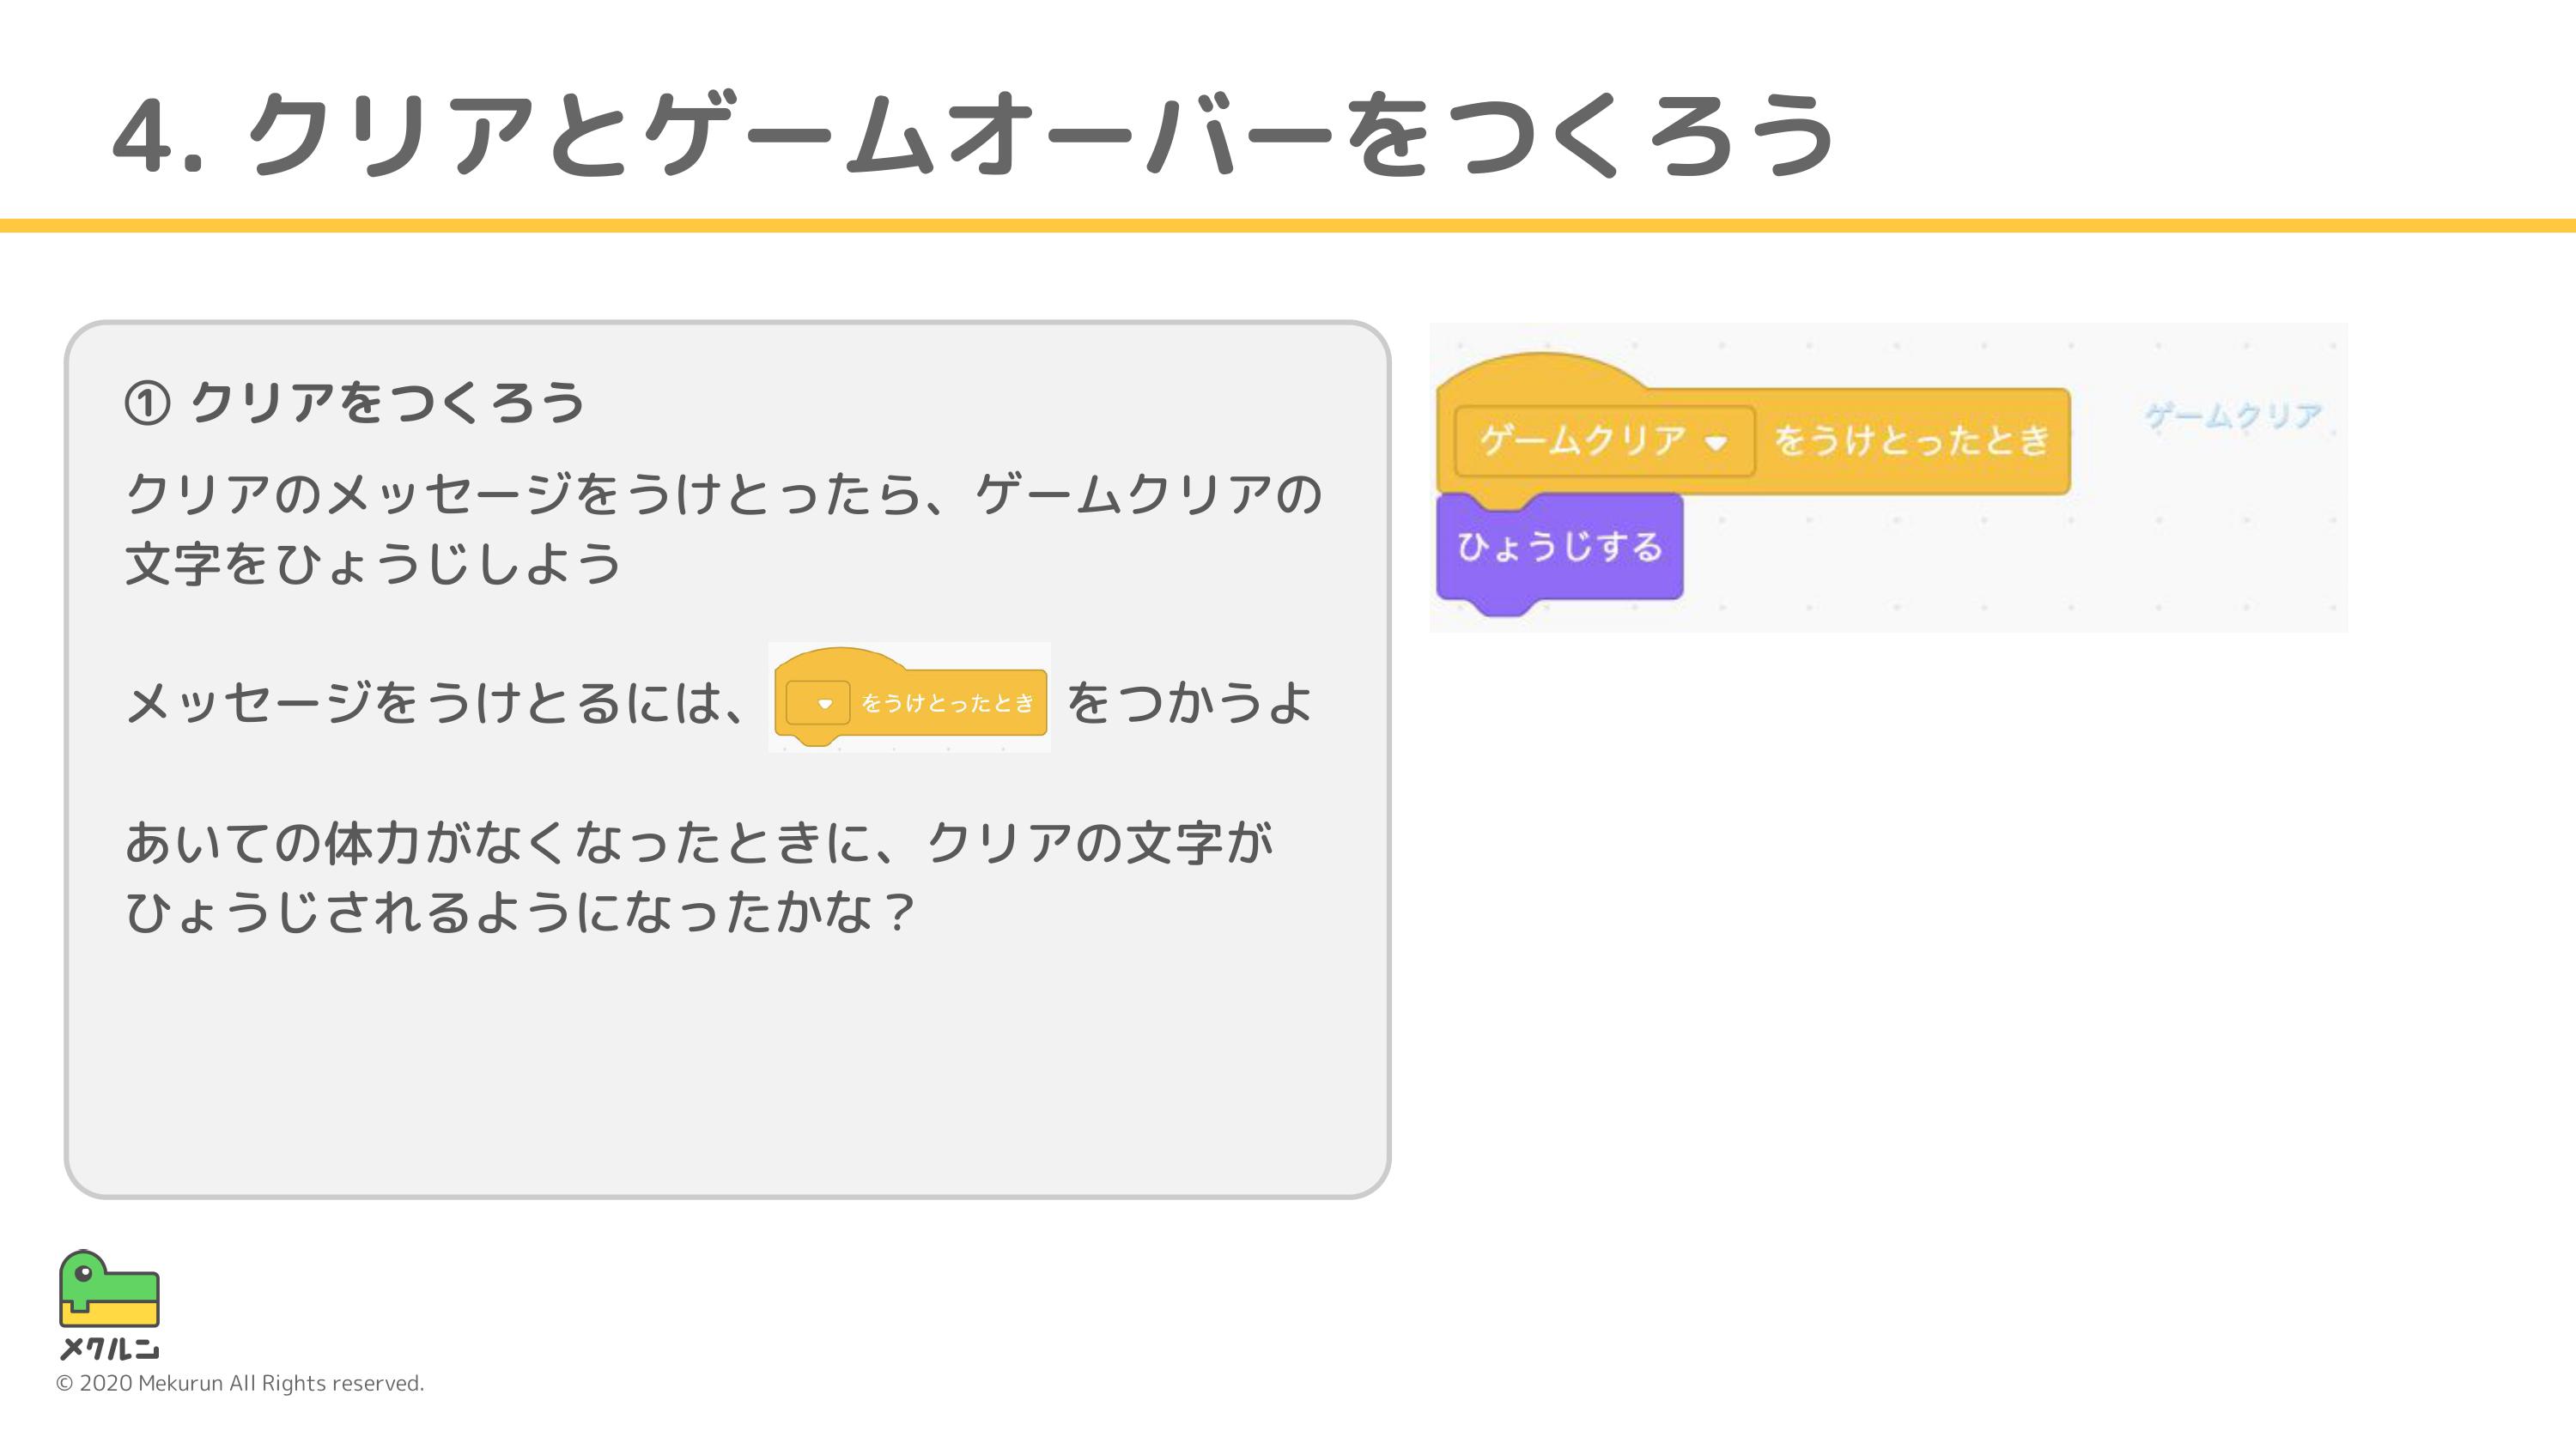 4. クリアとゲームオーバーをつくろう
① クリアをつくろう
クリアのメッセージをうけとったら、ゲームクリアの
文字をひょうじしよう
メッセージをうけとるには、 をうけとったとき をつかうよ
あいての体力がなくなったときに、クリアの文字が
ひょうじされるようになったかな？
ゲームクリア をうけとったとき
ゲームクリア
ひょうじする
メクルン
© 2020 Mekurun All Rights reserved.